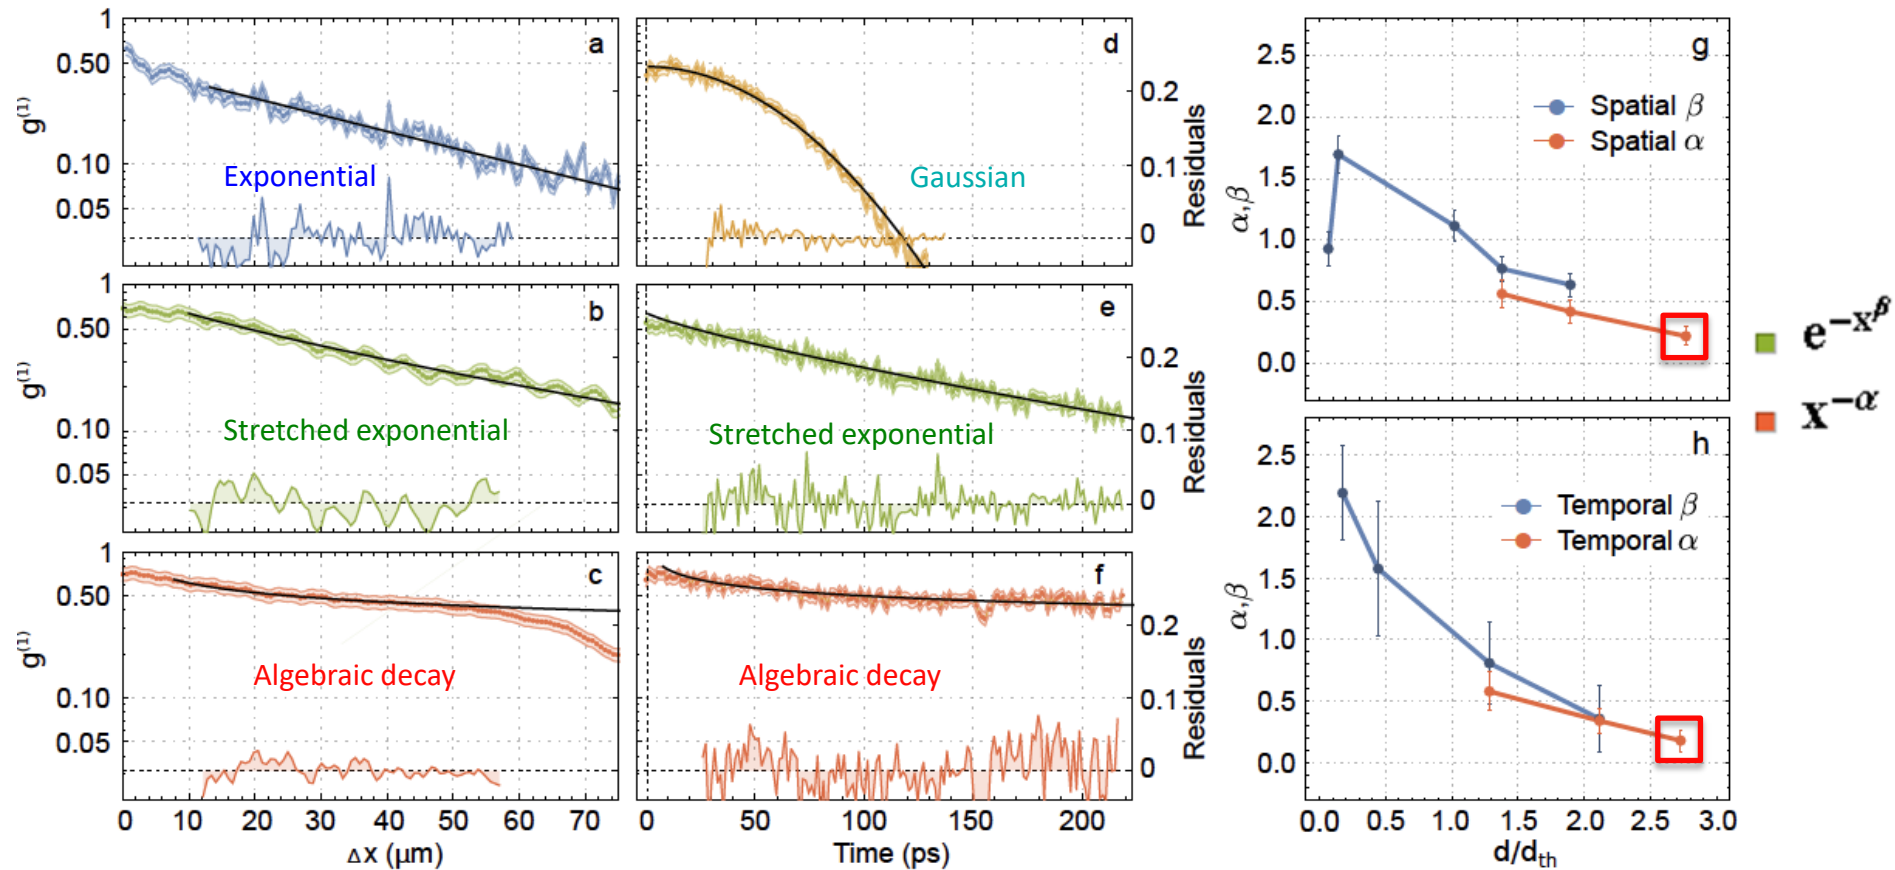 1
0.50
0.10
0.05
g(1)
a
Exponential
d
Gaussian
0.2
0.1
0
Residuals
1
0.50
0.10
0.05
g(1)
b
Stretched exponential
e
Stretched exponential
0.2
0.1
0
Residuals
1
0.50
0.10
0.05
g(1)
c
Algebraic decay
f
Algebraic decay
0.2
0.1
0
Residuals
0 10 20 30 40 50 60 70
Δx (μm)
0 50 100 150 200
Time (ps)
g
2.5
2.0
1.5
1.0
0.5
0.0
α,β
Spatial β
Spatial α
h
2.5
2.0
1.5
1.0
0.5
0.0
α,β
Temporal β
Temporal α
0.0 0.5 1.0 1.5 2.0 2.5 3.0
d/dth
e−xβ
x−α